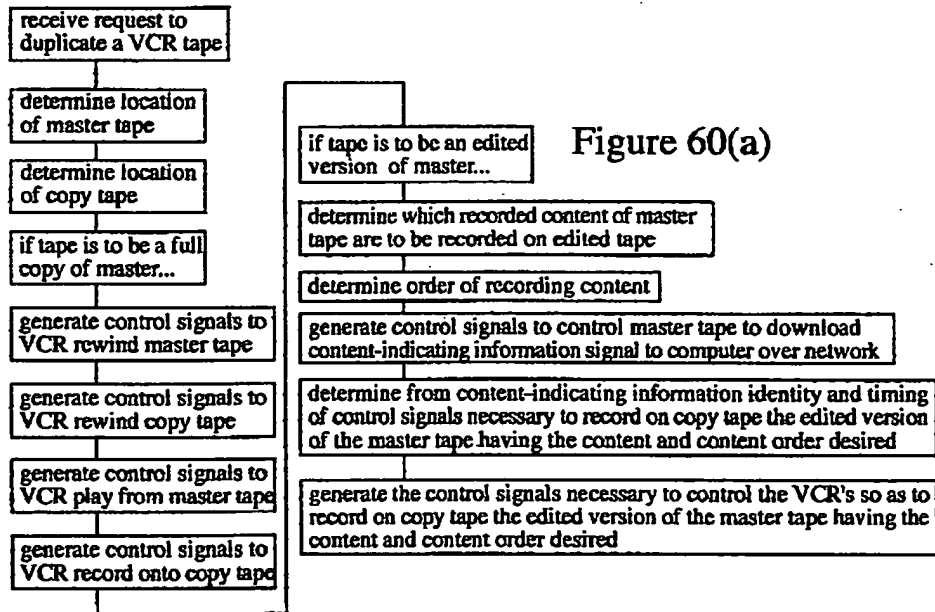 receive request to
duplicate a VCR tape
determine location
of master tape
determine location
of copy tape
if tape is to be a full
copy of master...
generate control signals to
VCR rewind master tape
generate control signals to
VCR rewind copy tape
generate control signals to
VCR play from master tape
generate control signals to
VCR record onto copy tape
Figure 60(a)
if tape is to be an edited
version of master...
determine which recorded content of master
tape are to be recorded on edited tape
determine order of recording content
generate control signals to control master tape to download
content-indicating information signal to computer over network
determine from content-indicating information identity and timing
of control signals necessary to record on copy tape the edited version
of the master tape having the content and content order desired
generate the control signals necessary to control the VCR's so as to
record on copy tape the edited version of the master tape having the
content and content order desired